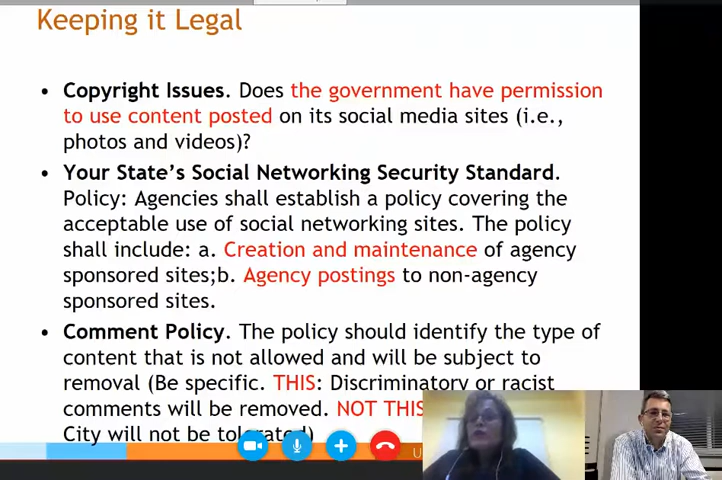 Keeping it Legal
• Copyright Issues. Does the government have permission
to use content posted on its social media sites (i.e.,
photos and videos)?
• Your State's Social Networking Security Standard.
Policy: Agencies shall establish a policy covering the
acceptable use of social networking sites. The policy
shall include: a. Creation and maintenance of agency
sponsored sites;b. Agency postings to non-agency
sponsored sites.
• Comment Policy. The policy should identify the type of
content that is not allowed and will be subject to
removal (Be specific. THIS: Discriminatory or racist
comments will be removed. NOT THIS
City will not be tolerated)
U